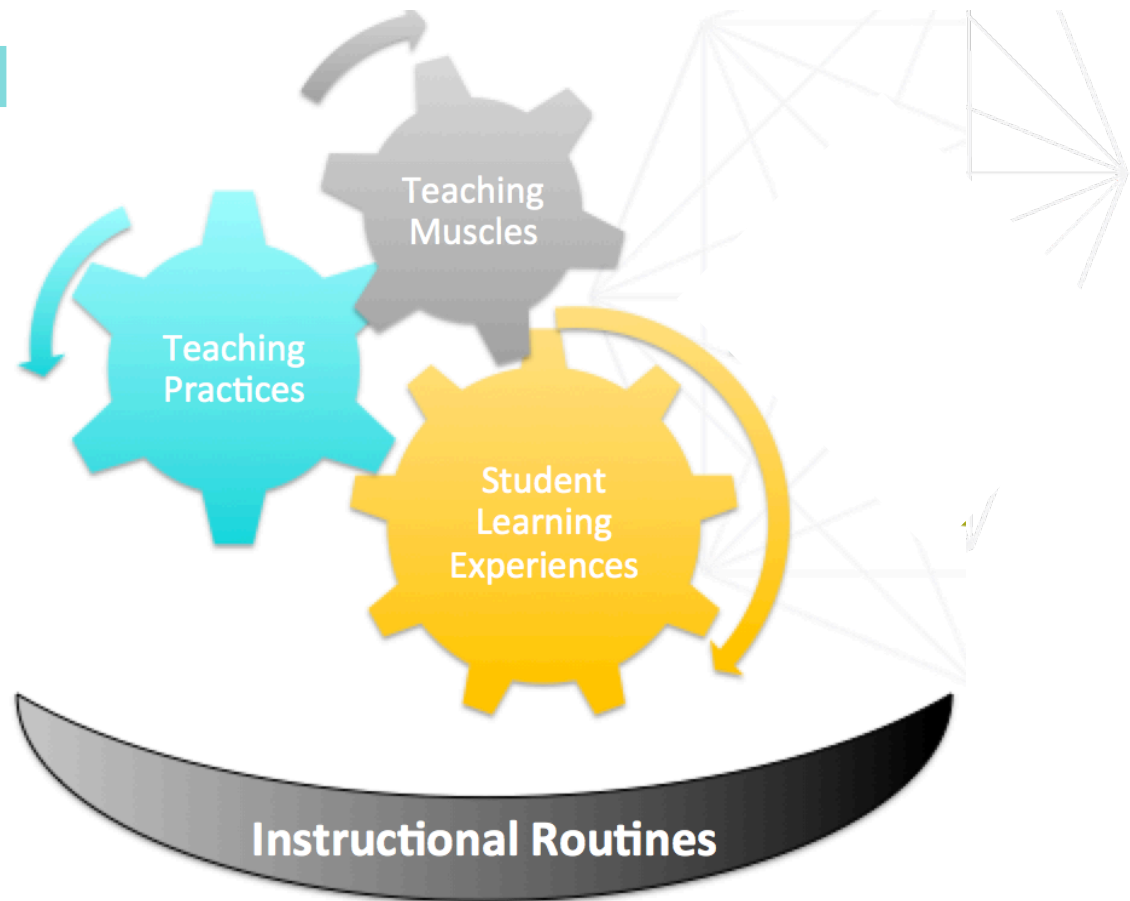 Teaching
Muscles
Teaching
Practices
Student
Learning
Experiences
Instructional Routines